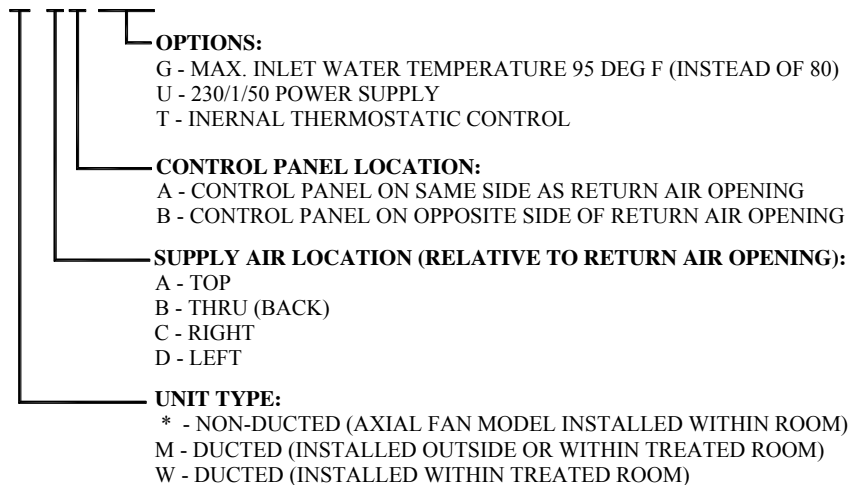 OPTIONS:
G - MAX. INLET WATER TEMPERATURE 95 DEG F (INSTEAD OF 80)
U - 230/1/50 POWER SUPPLY
T - INERNAL THERMOSTATIC CONTROL
CONTROL PANEL LOCATION:
A - CONTROL PANEL ON SAME SIDE AS RETURN AIR OPENING
B - CONTROL PANEL ON OPPOSITE SIDE OF RETURN AIR OPENING
SUPPLY AIR LOCATION (RELATIVE TO RETURN AIR OPENING):
A - TOP
B - THRU (BACK)
C - RIGHT
D - LEFT
UNIT TYPE:
* - NON-DUCTED (AXIAL FAN MODEL INSTALLED WITHIN ROOM)
M - DUCTED (INSTALLED OUTSIDE OR WITHIN TREATED ROOM)
W - DUCTED (INSTALLED WITHIN TREATED ROOM)